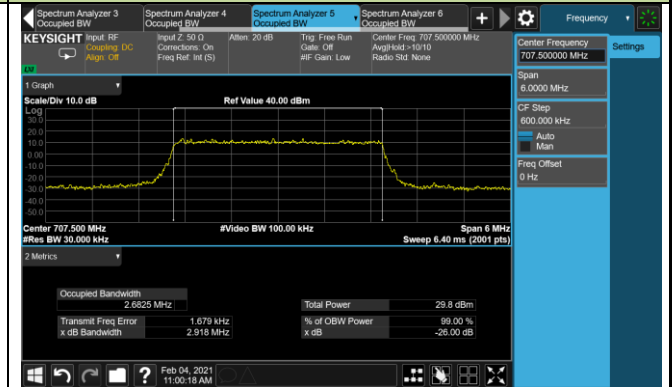 Spectrum Analyzer 3
Occupied BW
Spectrum Analyzer 4
Occupied BW
Spectrum Analyzer 5
Occupied BW
Spectrum Analyzer 6
Occupied BW
+
Frequency
KEYSIGHT
Input: RF
Coupling: DC
Align: Off
Input Z: 50 Ω
Corrections: On
Freq Ref: Int (S)
Atten: 20 dB
Trig: Free Run
Gate: Off
#IF Gain: Low
Center Freq: 707.500000 MHz
Avg|Hold:>10/10
Radio Std: None
Center Frequency
707.500000 MHz
Settings
Span
6.0000 MHz
CF Step
600.000 kHz
Auto
Man
Freq Offset
0 Hz
1 Graph
Scale/Div 10.0 dB
Ref Value 40.00 dBm
Log
30.0
20.0
10.0
0.00
-10.0
-20.0
-30.0
-40.0
-50.0
Center 707.500 MHz
#Video BW 100.00 kHz
Span 6 MHz
#Res BW 30.000 kHz
Sweep 6.40 ms (2001 pts)
2 Metrics
Occupied Bandwidth
2.6825 MHz
Total Power 29.8 dBm
Transmit Freq Error 1.679 kHz
% of OBW Power 99.00 %
x dB Bandwidth 2.918 MHz
x dB -26.00 dB
?
Feb 04, 2021
11:00:18 AM